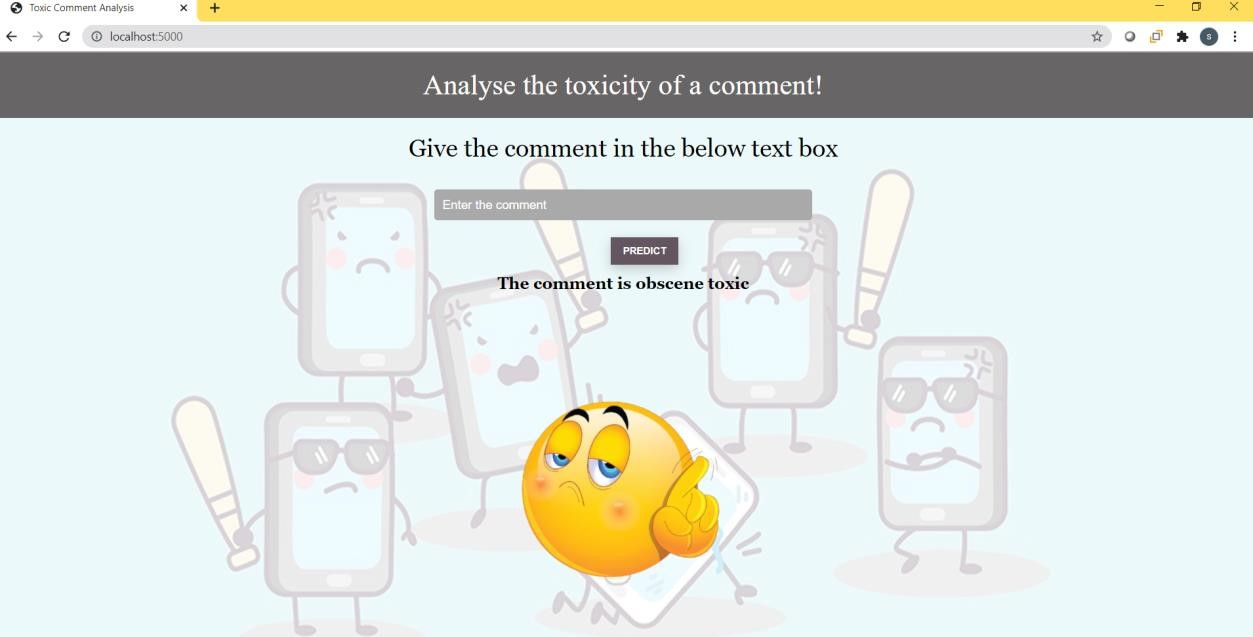 Toxic Comment Analysis
localhost:5000
S
Analyse the toxicity of a comment!
Give the comment in the below text box
Enter the comment
PREDICT
The comment is obscene toxic